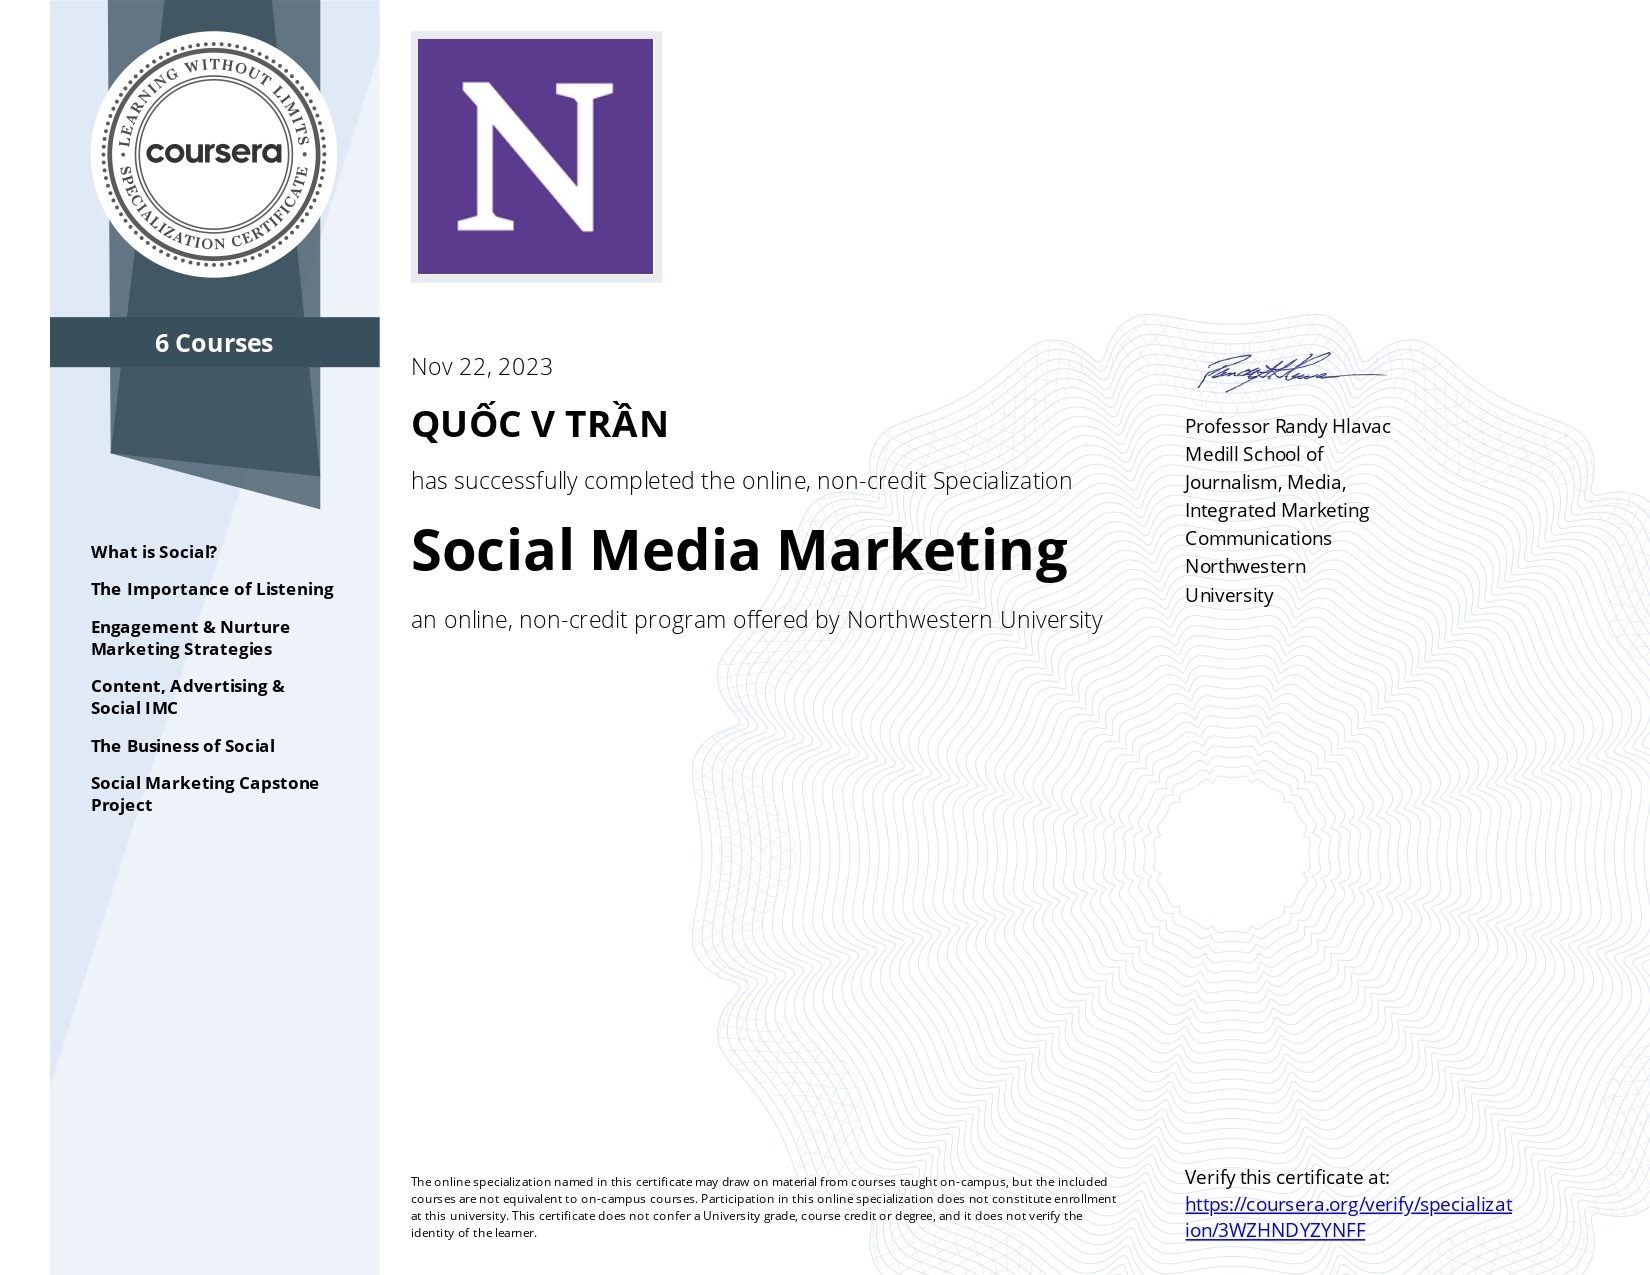 LEARNING WITHOUT LIMITS
coursera
SPECIALIZATION CERTIFICATE
6 Courses
What is Social?
The Importance of Listening
Engagement & Nurture
Marketing Strategies
Content, Advertising &
Social IMC
The Business of Social
Social Marketing Capstone
Project
N
Nov 22, 2023
QUỐC V TRẦN
has successfully completed the online, non-credit Specialization
Social Media Marketing
an online, non-credit program offered by Northwestern University
Professor Randy Hlavac
Medill School of
Journalism, Media,
Integrated Marketing
Communications
Northwestern
University
The online specialization named in this certificate may draw on material from courses taught on-campus, but the included
courses are not equivalent to on-campus courses. Participation in this online specialization does not constitute enrollment
at this university. This certificate does not confer a University grade, course credit or degree, and it does not verify the
identity of the learner.
Verify this certificate at:
https://coursera.org/verify/specializat
ion/3WZHNDYZYNFF